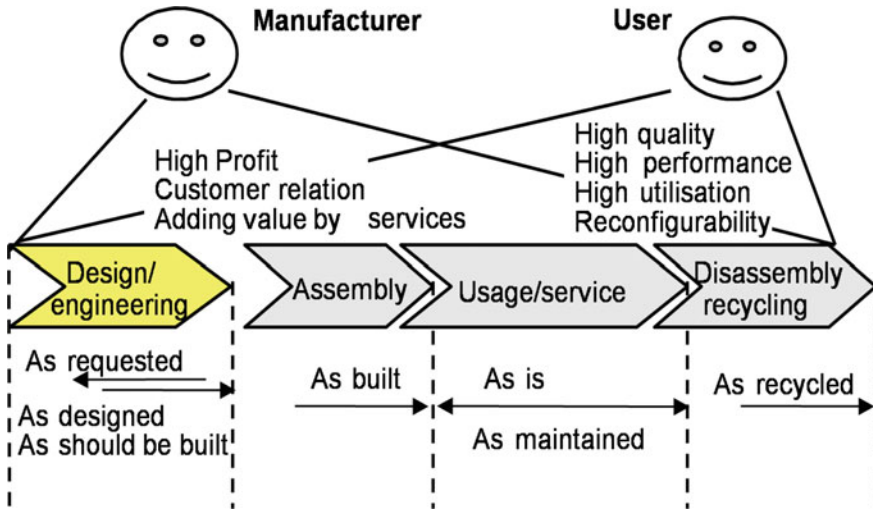 Manufacturer
User
High Profit
Customer relation
Adding value by services
High quality
High performance
High utilisation
Reconfigurability
Design/
engineering
Assembly
Usage/service
Disassembly
recycling
As requested
As designed
As should be built
As built
As is
As maintained
As recycled